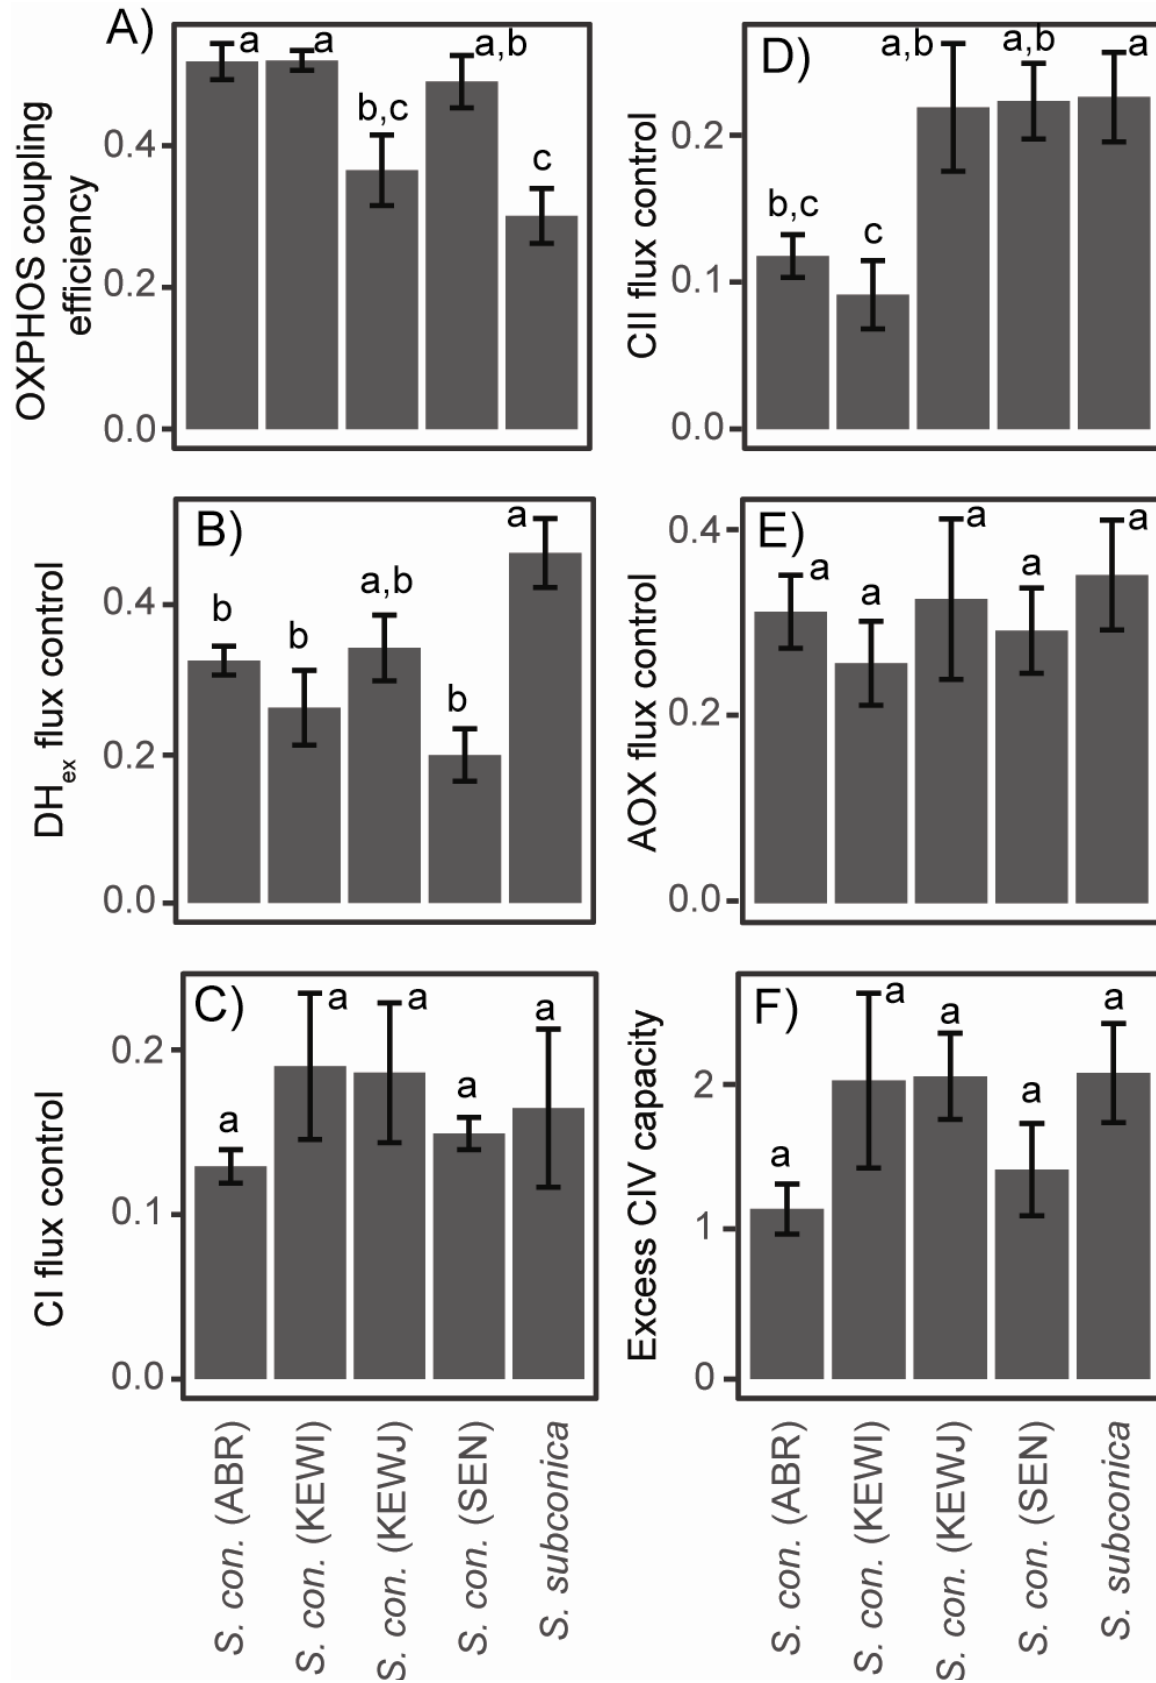 A)
OXPHOS coupling
efficiency
0.4
0.2
0.0
a
a
b,c
a,b
c
D)
CII flux control
0.2
0.1
0.0
b,c
c
a,b
a,b
a
B)
DHex flux control
0.4
0.2
0.0
b
b
a,b
b
a
E)
AOX flux control
0.4
0.2
0.0
a
a
a
a
a
C)
CI flux control
0.2
0.1
0.0
a
a
a
a
a
F)
Excess CIV capacity
2
1
0
a
a
a
a
a
S. con. (ABR)
S. con. (KEWI)
S. con. (KEWJ)
S. con. (SEN)
S. subconica
S. con. (ABR)
S. con. (KEWI)
S. con. (KEWJ)
S. con. (SEN)
S. subconica